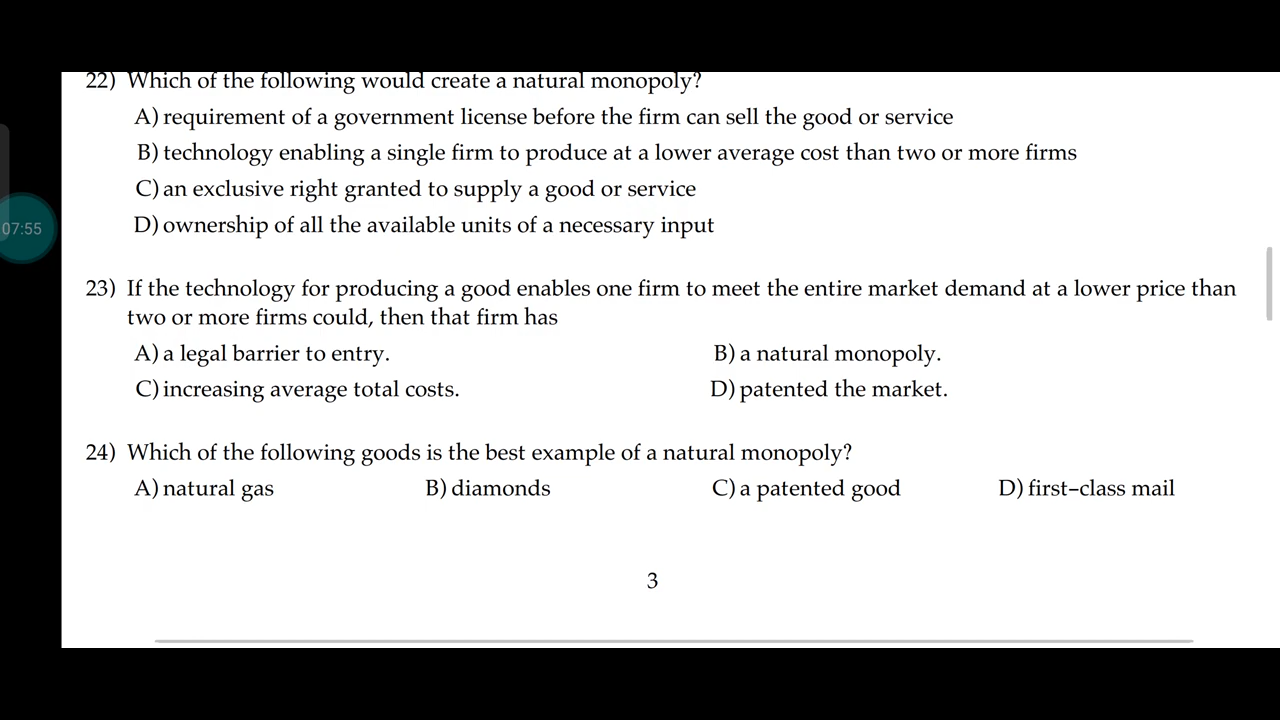 22) Which of the following would create a natural monopoly?
A) requirement of a government license before the firm can sell the good or service
B) technology enabling a single firm to produce at a lower average cost than two or more firms
C) an exclusive right granted to supply a good or service
D) ownership of all the available units of a necessary input
07:55
23) If the technology for producing a good enables one firm to meet the entire market demand at a lower price than
two or more firms could, then that firm has
A) a legal barrier to entry. B) a natural monopoly.
C) increasing average total costs. D) patented the market.
24) Which of the following goods is the best example of a natural monopoly?
A) natural gas B) diamonds C) a patented good D) first-class mail
3